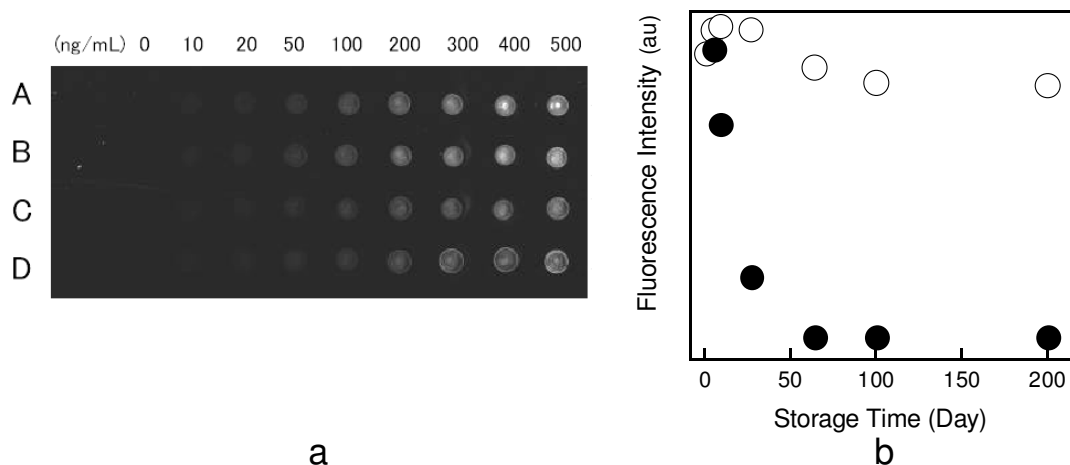 (ng/mL) 0 10 20 50 100 200 300 400 500
A
B
C
D
a
Fluorescence Intensity (au)
0 50 100 150 200
Storage Time (Day)
b